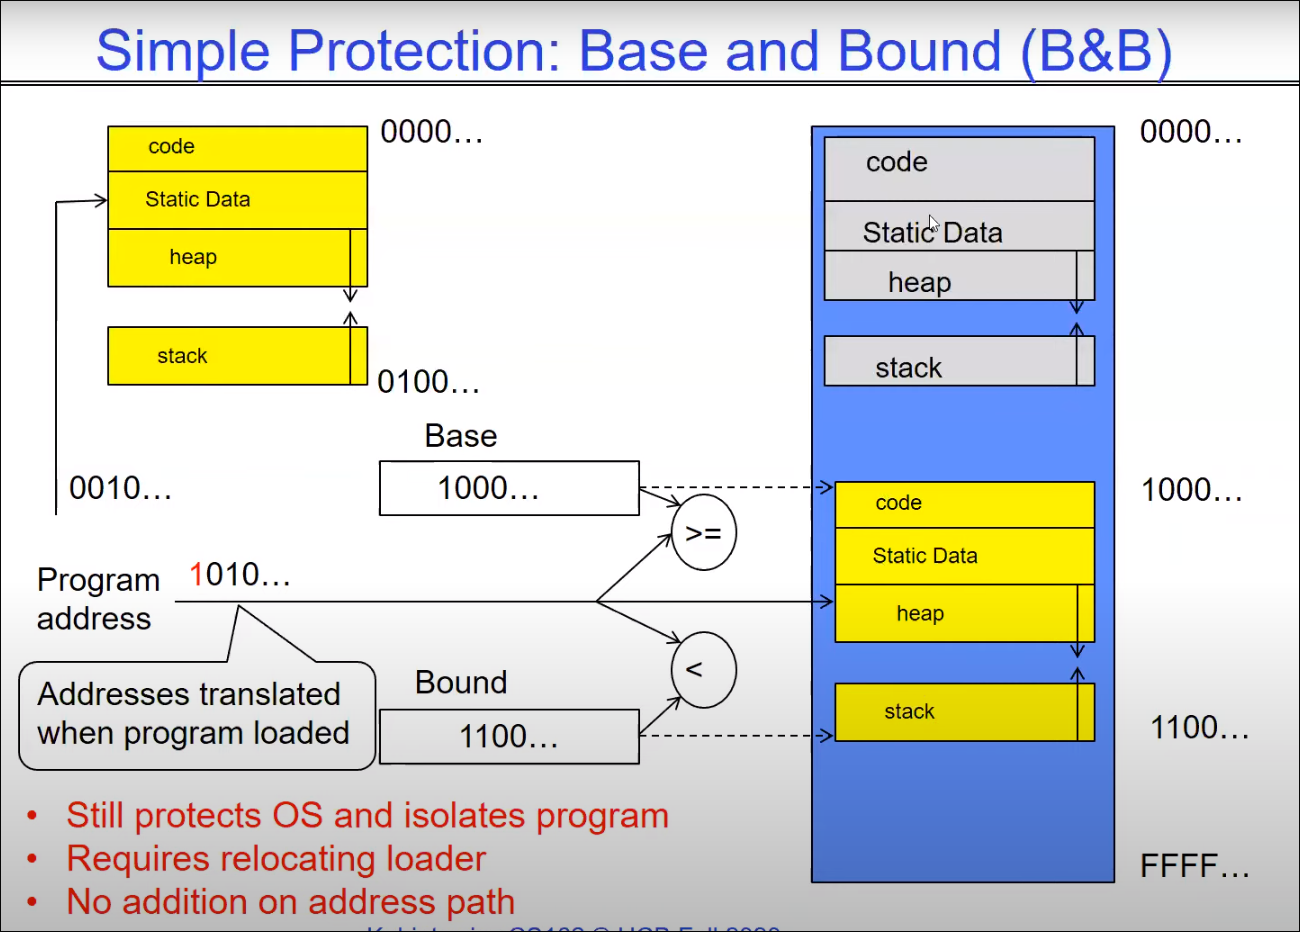 Simple Protection: Base and Bound (B&B)
code
Static Data
heap
stack
0000…
0100…
0010…
Base
1000…
>=
Program
address
1010…
Addresses translated
when program loaded
Bound
1100…
<
code
Static Data
heap
stack
code
Static Data
heap
stack
0000…
1000…
1100…
FFFF…
• Still protects OS and isolates program
• Requires relocating loader
• No addition on address path